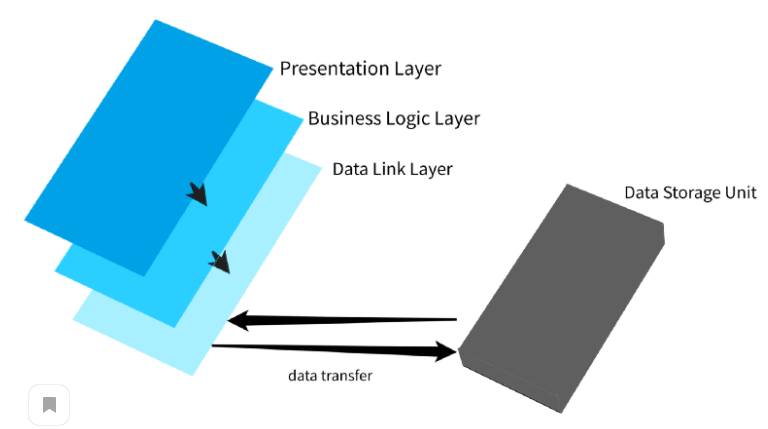 Presentation Layer
Business Logic Layer
Data Link Layer
Data Storage Unit
data transfer